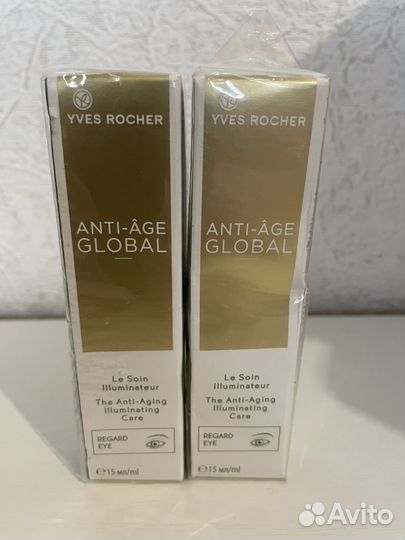 YVES ROCHER
ANTI-ÂGE
GLOBAL
Le Soin
Illuminateur
The Anti-Aging
Illuminating
Care
REGARD
EYE
℮15 мл/ml
YVES ROCHER
ANTI-ÂGE
GLOBAL
Le Soin
Illuminateur
The Anti-Aging
Illuminating
Care
REGARD
EYE
℮15 мл/ml
Avito